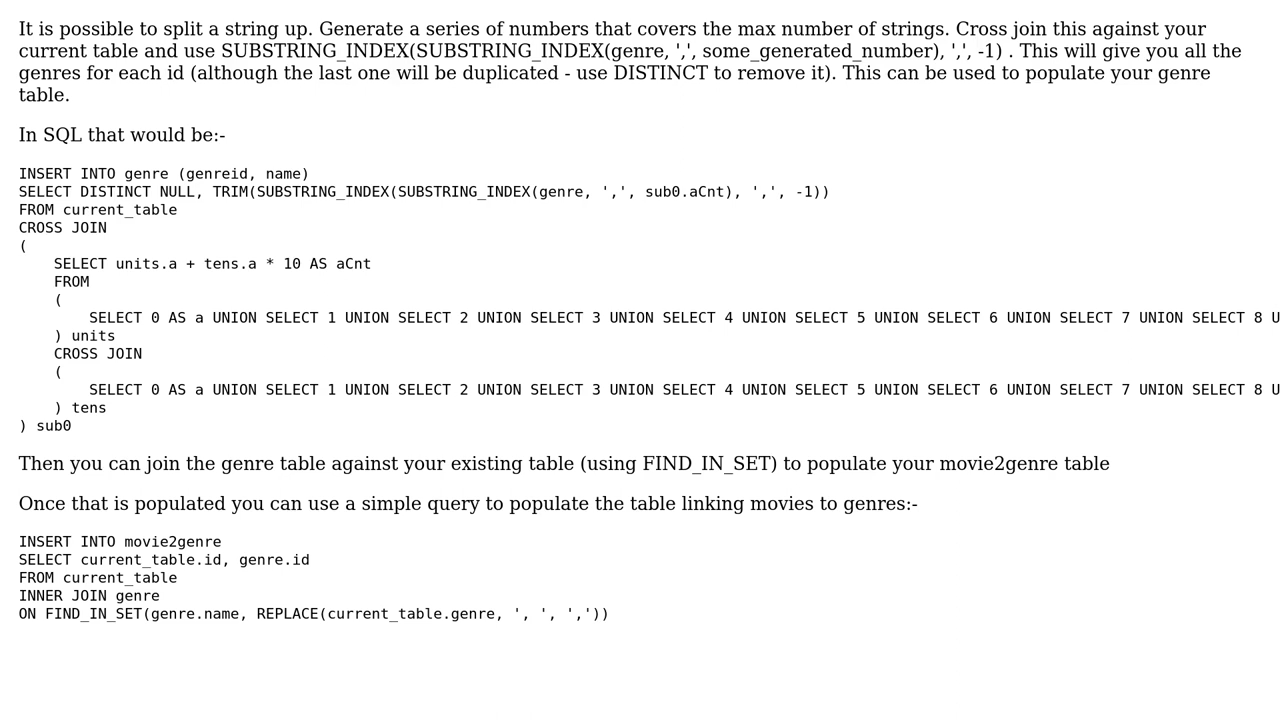 It is possible to split a string up. Generate a series of numbers that covers the max number of strings. Cross join this against your
current table and use SUBSTRING_INDEX(SUBSTRING_INDEX(genre, ',', some_generated_number), ',', -1) . This will give you all the
genres for each id (although the last one will be duplicated - use DISTINCT to remove it). This can be used to populate your genre
table.
In SQL that would be:-
INSERT INTO genre (genreid, name)
SELECT DISTINCT NULL, TRIM(SUBSTRING_INDEX(SUBSTRING_INDEX(genre, ',', sub0.aCnt), ',', -1))
FROM current_table
CROSS JOIN
(
    SELECT units.a + tens.a * 10 AS aCnt
    FROM
    (
        SELECT 0 AS a UNION SELECT 1 UNION SELECT 2 UNION SELECT 3 UNION SELECT 4 UNION SELECT 5 UNION SELECT 6 UNION SELECT 7 UNION SELECT 8 U
    ) units
    CROSS JOIN
    (
        SELECT 0 AS a UNION SELECT 1 UNION SELECT 2 UNION SELECT 3 UNION SELECT 4 UNION SELECT 5 UNION SELECT 6 UNION SELECT 7 UNION SELECT 8 U
    ) tens
) sub0
Then you can join the genre table against your existing table (using FIND_IN_SET) to populate your movie2genre table
Once that is populated you can use a simple query to populate the table linking movies to genres:-
INSERT INTO movie2genre
SELECT current_table.id, genre.id
FROM current_table
INNER JOIN genre
ON FIND_IN_SET(genre.name, REPLACE(current_table.genre, ', ', ','))